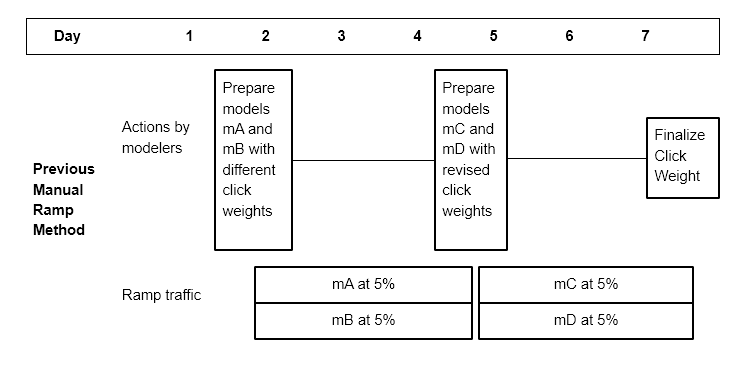 Day 1 2 3 4 5 6 7
Actions by
modelers
Prepare
models
mA and
mB with
different
click
weights
Prepare
models
mC and
mD with
revised
click
weights
Finalize
Click
Weight
Previous
Manual
Ramp
Method
Ramp traffic
mA at 5%
mC at 5%
mB at 5%
mD at 5%